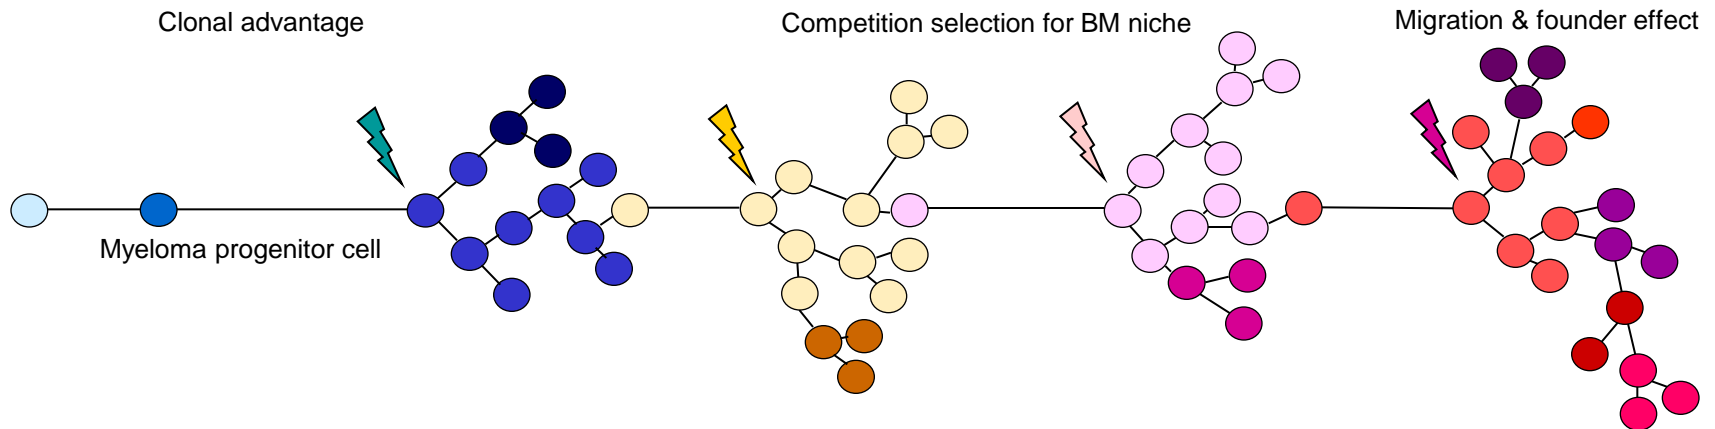 Clonal advantage
Competition selection for BM niche
Migration & founder effect
Myeloma progenitor cell